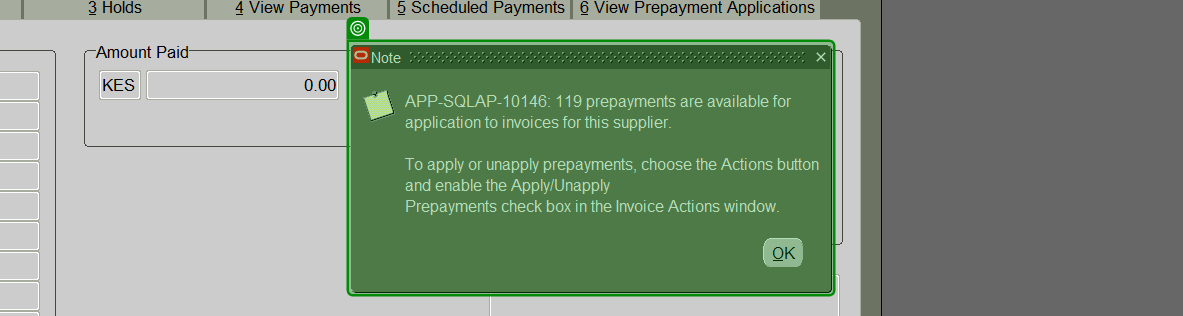 3 Holds
4 View Payments
5 Scheduled Payments
6 View Prepayment Applications
Amount Paid
KES
0.00
Note
APP-SQLAP-10146: 119 prepayments are available for
application to invoices for this supplier.
To apply or unapply prepayments, choose the Actions button
and enable the Apply/Unapply
Prepayments check box in the Invoice Actions window.
OK